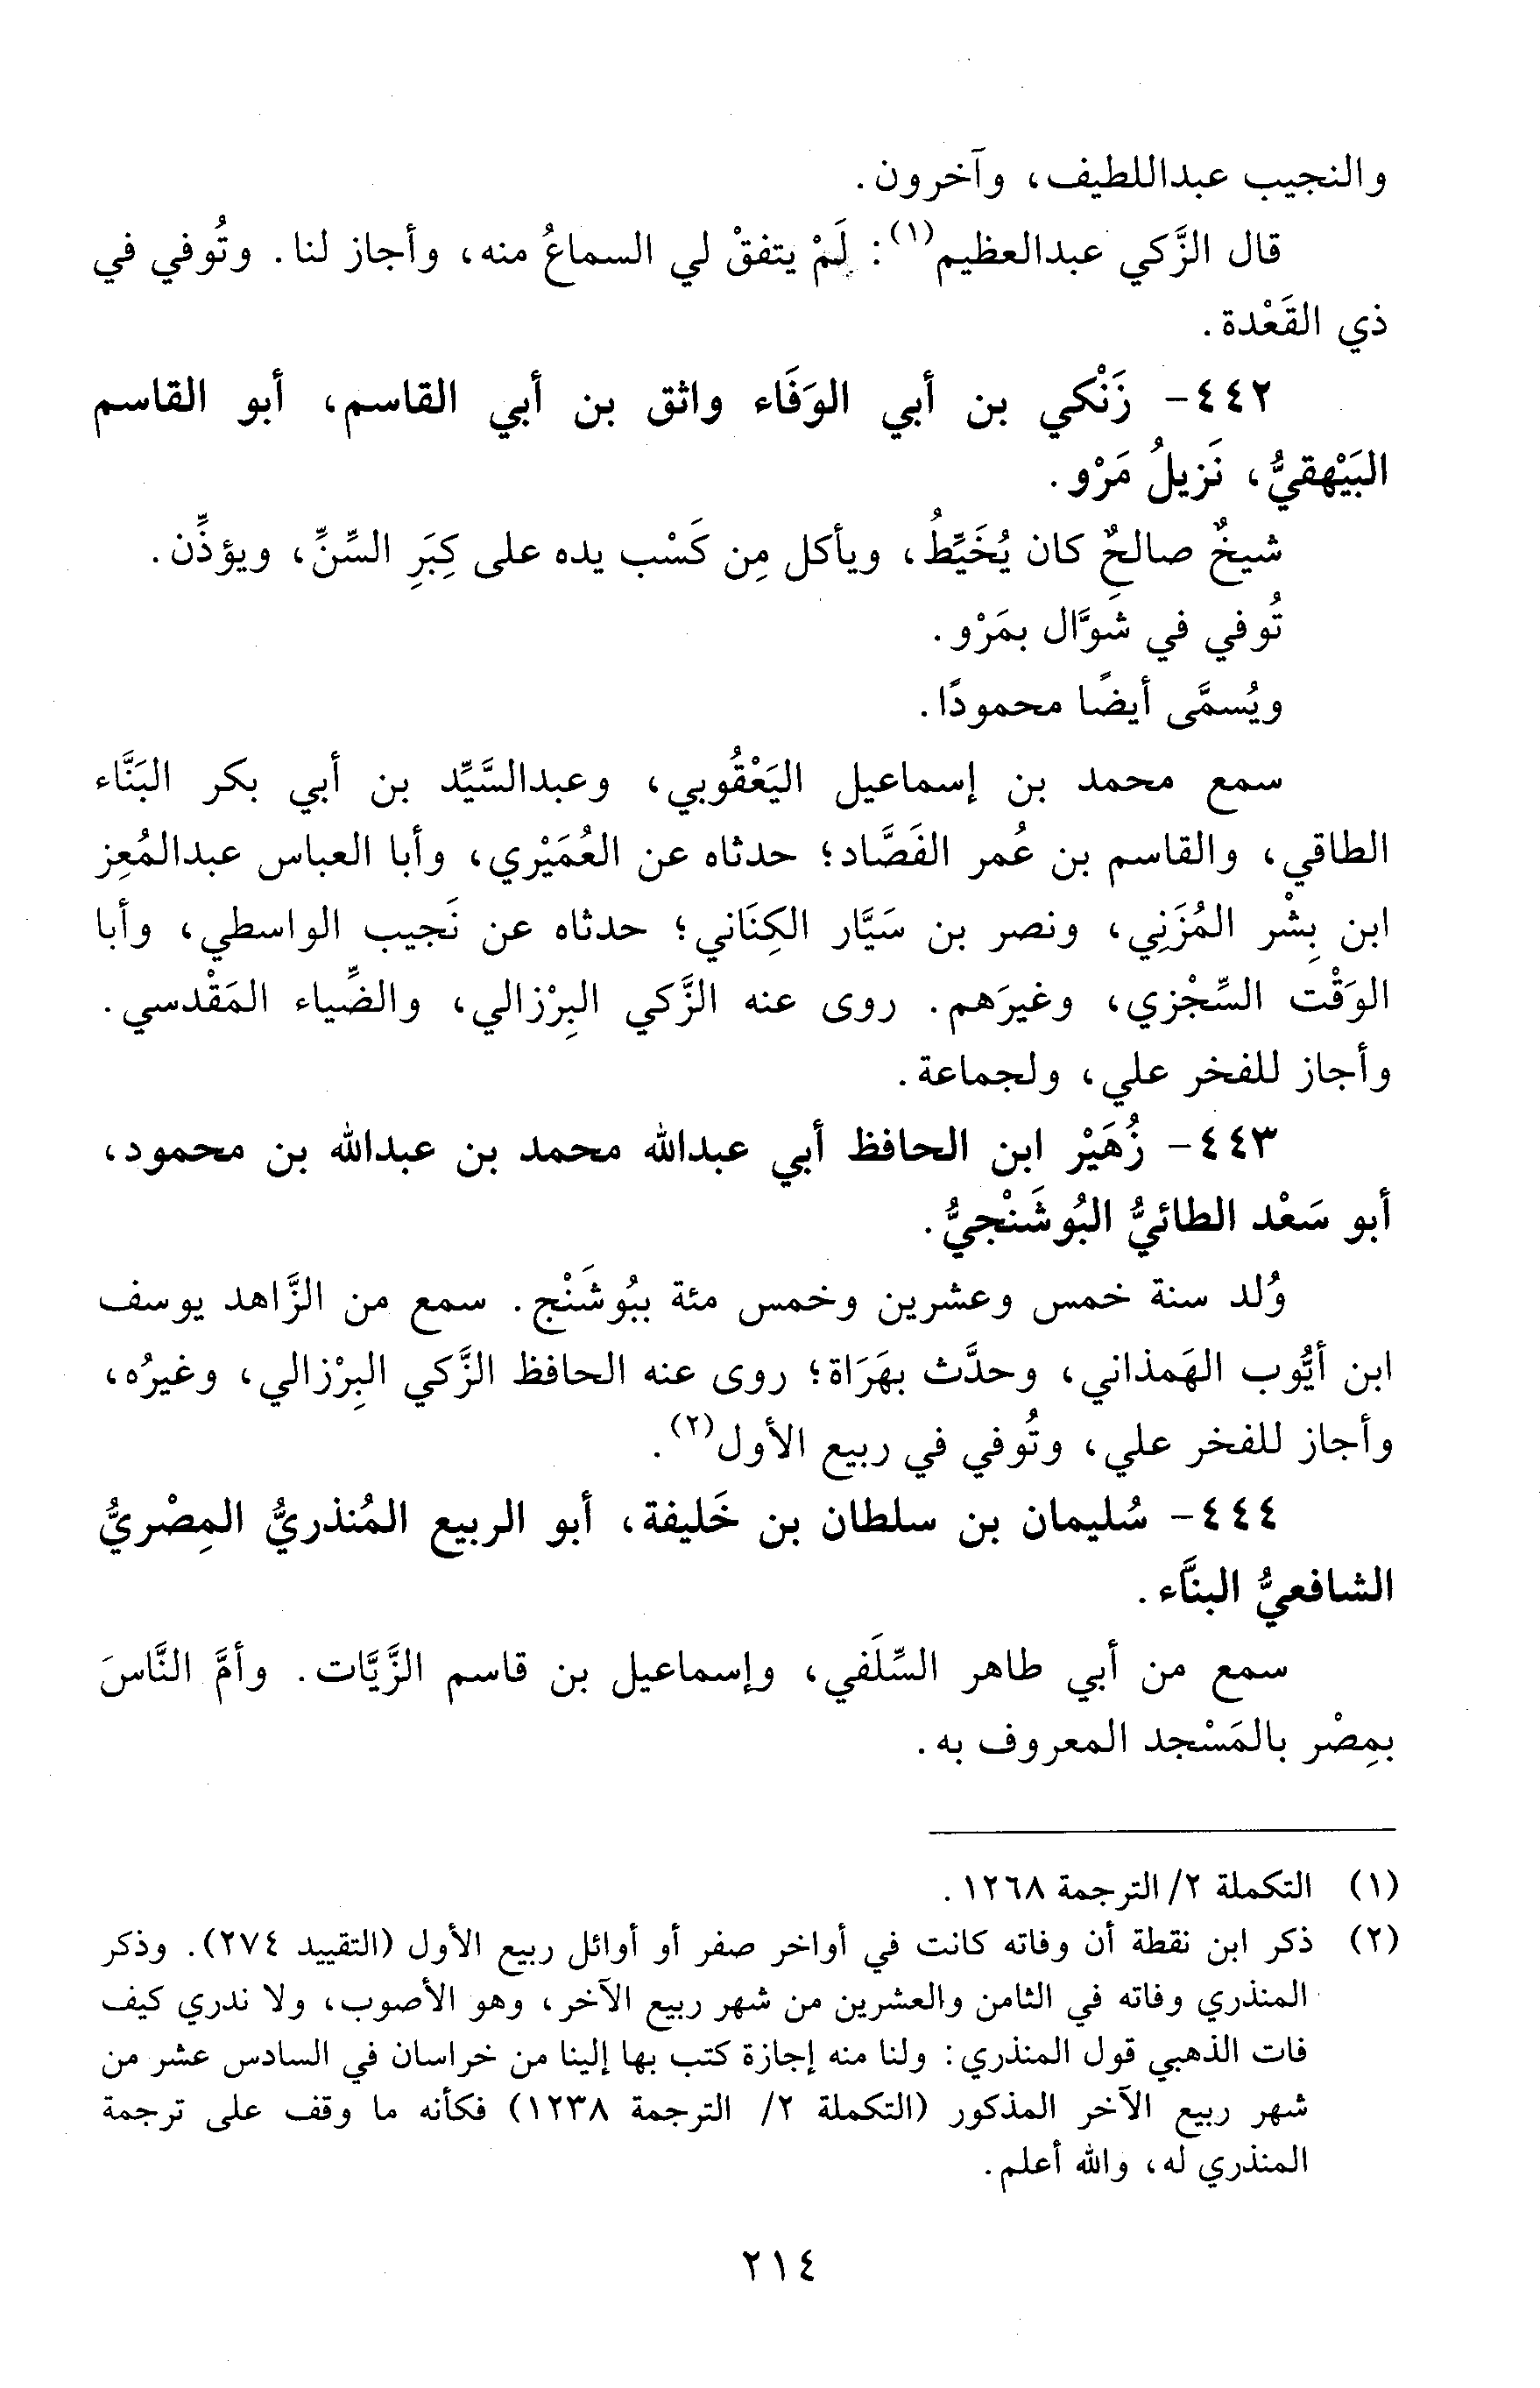 والنجيب عبداللطيف، وآخرون.
قال الزَّكي عبدالعظيم(١): لَمْ يتفقْ لي السماعُ منه، وأجاز لنا. وتُوفي في
ذي القَعْدة.
٤٤٢- زَنْكي بن أبي الوَفَاء واثق بن أبي القاسم، أبو القاسم
البَيْهقيُّ، نَزيلُ مَرْو.
شيخٌ صالحٌ كان يُخَيِّطُ، ويأكل مِن كَسْب يده على كِبَرِ السِّنِّ، ويؤذِّن.
تُوفي في شَوَّال بمَرْو.
ويُسمَّى أيضًا محمودًا.
سمع محمد بن إسماعيل اليَعْقُوبي، وعبدالسَّيِّد بن أبي بكر البَنَّاء
الطاقي، والقاسم بن عُمر الفَصَّاد؛ حدثاه عن العُمَيْري، وأبا العباس عبدالمُعِز
ابن بِشْر المُزَنِي، ونصر بن سَيَّار الكِنَاني؛ حدثاه عن نَجيب الواسطي، وأبا
الوَقْت السِّجْزي، وغيرَهم. روى عنه الزَّكي البِرْزالي، والضِّياء المَقْدسي.
وأجاز للفخر علي، ولجماعة.
٤٤٣- زُهَيْر ابن الحافظ أبي عبدالله محمد بن عبدالله بن محمود،
أبو سَعْد الطائيُّ البُوشَنْجيُّ.
وُلد سنة خمس وعشرين وخمس مئة ببُوشَنْج. سمع من الزَّاهد يوسف
ابن أيُّوب الهَمذاني، وحدَّث بهَرَاة؛ روى عنه الحافظ الزَّكي البِرْزالي، وغيرُه،
وأجاز للفخر علي، وتُوفي في ربيع الأول(٢).
٤٤٤- سُليمان بن سلطان بن خَليفة، أبو الربيع المُنذريُّ المِصْريُّ
الشافعيُّ البنَّاء.
سمع من أبي طاهر السِّلَفي، وإسماعيل بن قاسم الزَّيَّات. وأمَّ النَّاسَ
بمِصْر بالمَسْجد المعروف به.
(١) التكملة ٢/ الترجمة ١٢٦٨.
(٢) ذكر ابن نقطة أن وفاته كانت في أواخر صفر أو أوائل ربيع الأول (التقييد ٢٧٤). وذكر
المنذري وفاته في الثامن والعشرين من شهر ربيع الآخر، وهو الأصوب، ولا ندري كيف
فات الذهبي قول المنذري: ولنا منه إجازة كتب بها إلينا من خراسان في السادس عشر من
شهر ربيع الآخر المذكور (التكملة ٢/ الترجمة ١٢٣٨) فكأنه ما وقف على ترجمة
المنذري له، والله أعلم.
٢١٤